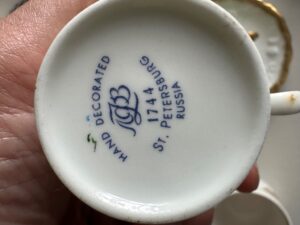 HAND DECORATED
1744
ST. PETERSBURG
RUSSIA